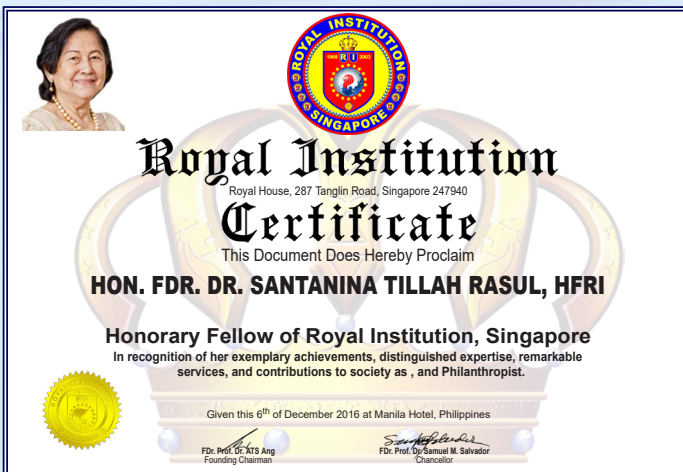 ROYAL INSTITUTION
1968 R I 2003
SINGAPORE
Royal Institution
Royal House, 287 Tanglin Road, Singapore 247940
Certificate
This Document Does Hereby Proclaim
HON. FDR. DR. SANTANINA TILLAH RASUL, HFRI
Honorary Fellow of Royal Institution, Singapore
In recognition of her exemplary achievements, distinguished expertise, remarkable
services, and contributions to society as , and Philanthropist.
Given this 6th of December 2016 at Manila Hotel, Philippines
FDr. Prof. Dr. ATS Ang
Founding Chairman
FDr. Prof. Dr. Samuel M. Salvador
Chancellor